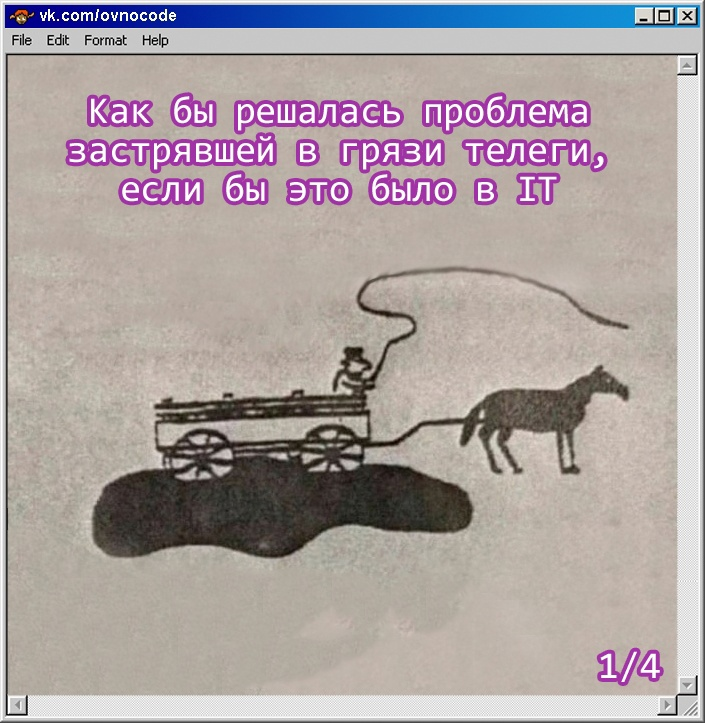 vk.com/ovnocode
File Edit Format Help
Как бы решалась проблема
застрявшей в грязи телеги,
если бы это было в IT
1/4